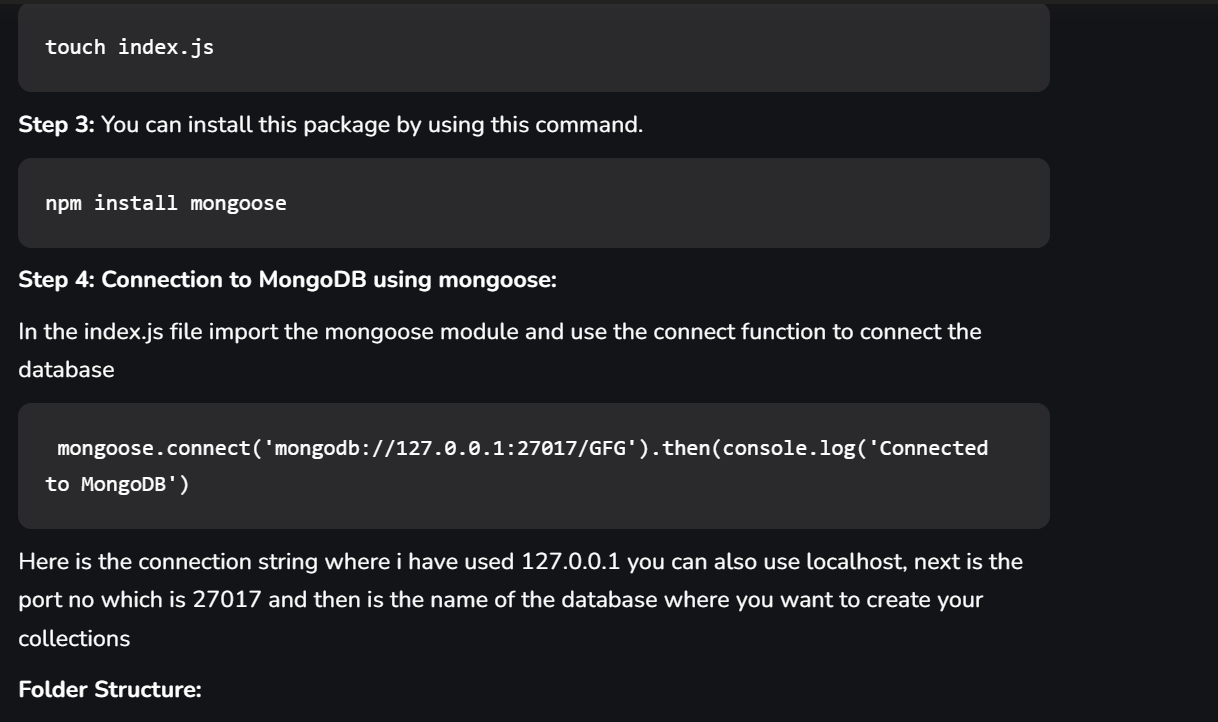 touch index.js
Step 3: You can install this package by using this command.
npm install mongoose
Step 4: Connection to MongoDB using mongoose:
In the index.js file import the mongoose module and use the connect function to connect the
database
mongoose.connect('mongodb://127.0.0.1:27017/GFG').then(console.log('Connected
to MongoDB')
Here is the connection string where i have used 127.0.0.1 you can also use localhost, next is the
port no which is 27017 and then is the name of the database where you want to create your
collections
Folder Structure: